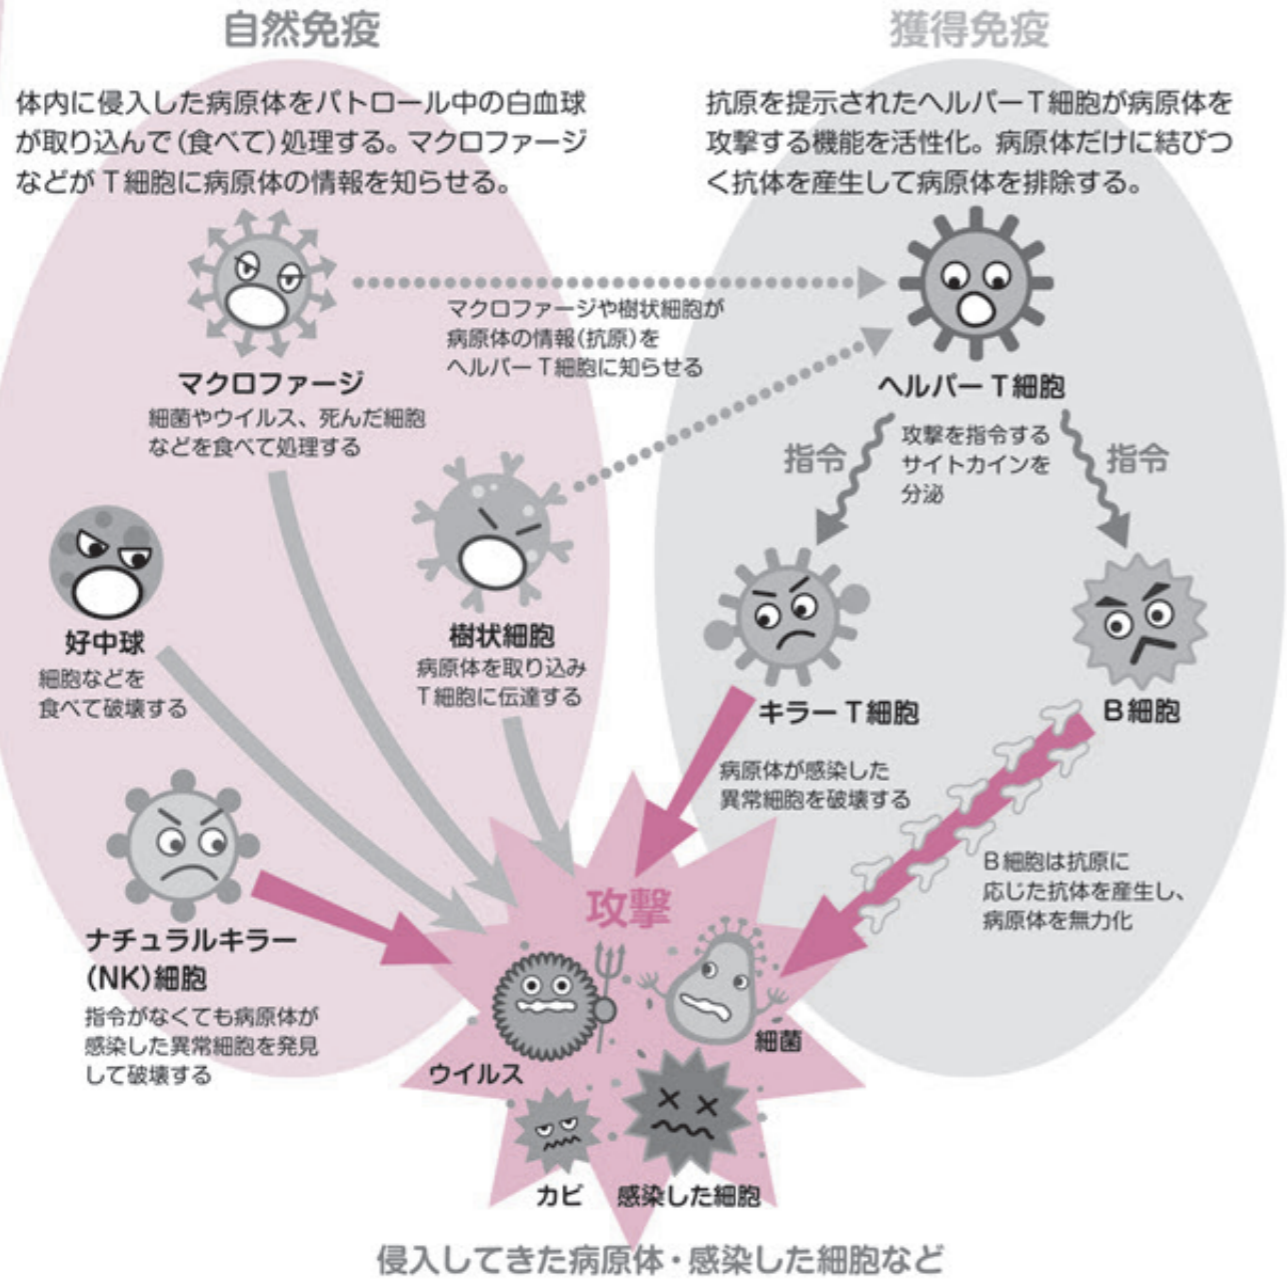 自然免疫
体内に侵入した病原体をパトロール中の白血球
が取り込んで(食べて)処理する。マクロファージ
などがT細胞に病原体の情報を知らせる。
獲得免疫
抗原を提示されたヘルパーT細胞が病原体を
攻撃する機能を活性化。病原体だけに結びつ
く抗体を産生して病原体を排除する。
マクロファージ
細菌やウイルス、死んだ細胞
などを食べて処理する
マクロファージや樹状細胞が
病原体の情報(抗原)を
ヘルパーT細胞に知らせる
ヘルパーT細胞
指令
攻撃を指令する
サイトカインを
分泌
指令
好中球
細胞などを
食べて破壊する
樹状細胞
病原体を取り込み
T細胞に伝達する
キラーT細胞
病原体が感染した
異常細胞を破壊する
B細胞
B細胞は抗原に
応じた抗体を産生し、
病原体を無力化
ナチュラルキラー
(NK)細胞
指令がなくても病原体が
感染した異常細胞を発見
して破壊する
攻撃
ウイルス
細菌
カビ
感染した細胞
侵入してきた病原体・感染した細胞など